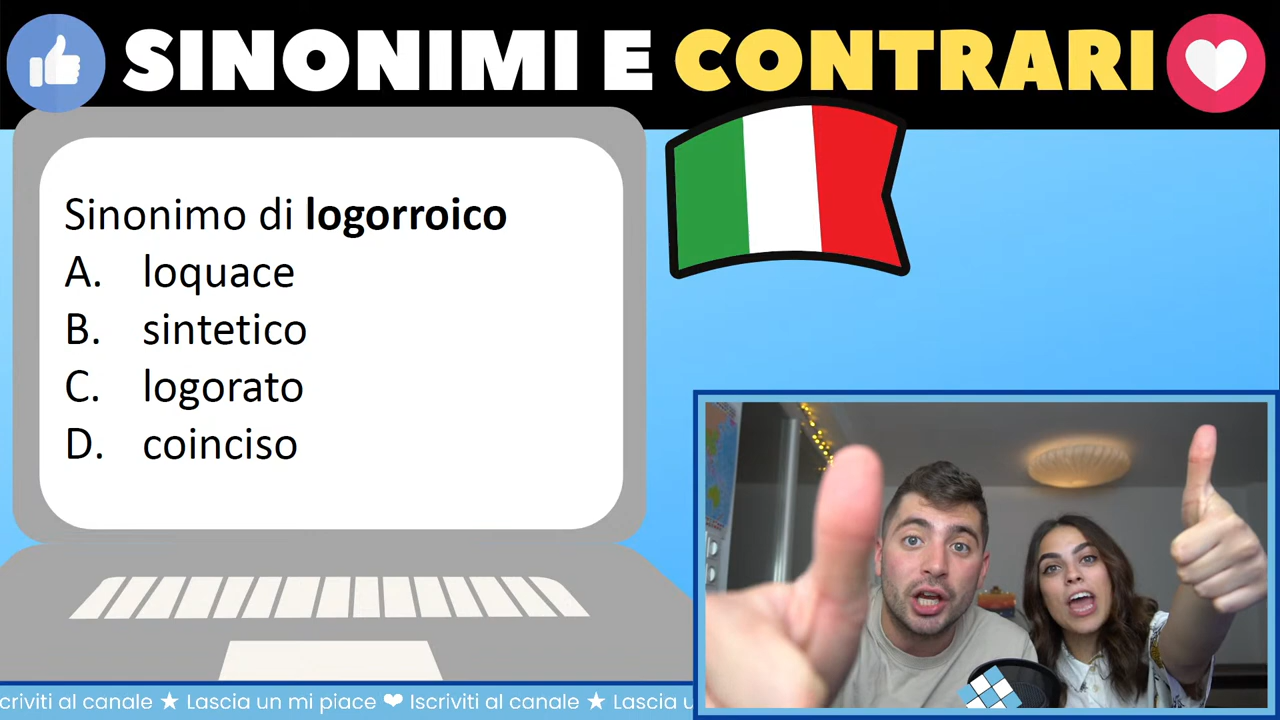 SINONIMI E CONTRARI
Sinonimo di logorroico
A. loquace
B. sintetico
C. logorato
D. coinciso
criviti al canale ★ Lascia un mi piace ❤ Iscriviti al canale ★ Lascia u